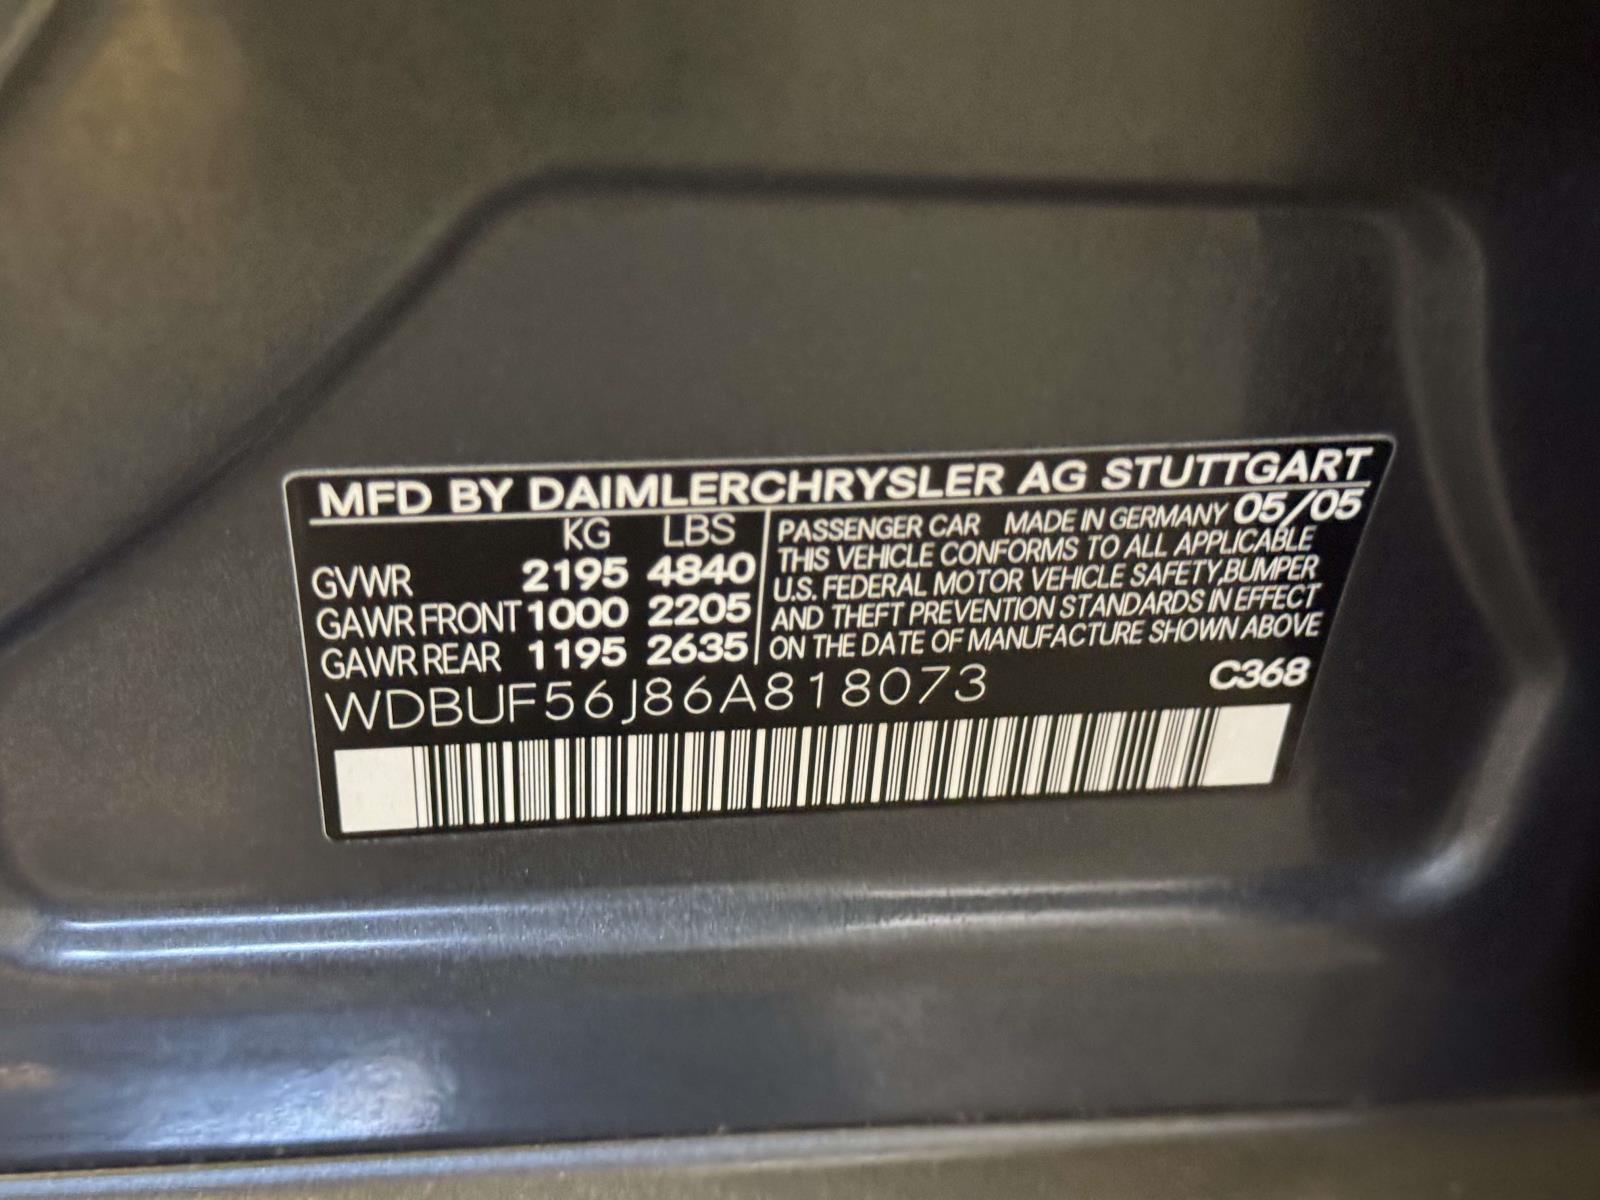 MFD BY DAIMLERCHRYSLER AG STUTTGART
KG LBS
GVWR 2195 4840
GAWR FRONT 1000 2205
GAWR REAR 1195 2635
PASSENGER CAR MADE IN GERMANY 05/05
THIS VEHICLE CONFORMS TO ALL APPLICABLE
U.S. FEDERAL MOTOR VEHICLE SAFETY,BUMPER
AND THEFT PREVENTION STANDARDS IN EFFECT
ON THE DATE OF MANUFACTURE SHOWN ABOVE
WDBUF56J86A818073 C368